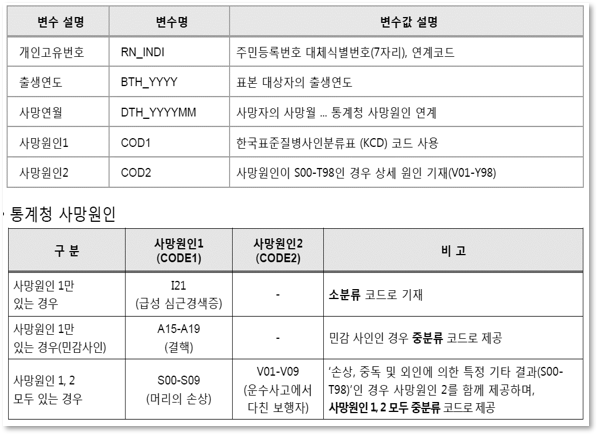 변수 설명 변수명 변수값 설명
개인고유번호 RN_INDI 주민등록번호 대체식별번호(7자리), 연계코드
출생연도 BTH_YYYY 표본 대상자의 출생연도
사망연월 DTH_YYYYMM 사망자의 사망월 ... 통계청 사망원인 연계
사망원인1 COD1 한국표준질병사인분류표 (KCD) 코드 사용
사망원인2 COD2 사망원인이 S00-T98인 경우 상세 원인 기재(V01-Y98)
· 통계청 사망원인
구 분 사망원인1 (CODE1) 사망원인2 (CODE2) 비 고
사망원인 1만
있는 경우
I21
(급성 심근경색증)
-
소분류 코드로 기재
사망원인 1만
있는 경우(민감사인)
A15-A19
(결핵)
-
민감 사인인 경우 중분류 코드로 제공
사망원인 1, 2
모두 있는 경우
S00-S09
(머리의 손상)
V01-V09
(운수사고에서
다친 보행자)
‘손상, 중독 및 외인에 의한 특정 기타 결과(S00-
T98)’인 경우 사망원인 2를 함께 제공하며,
사망원인 1, 2 모두 중분류 코드로 제공